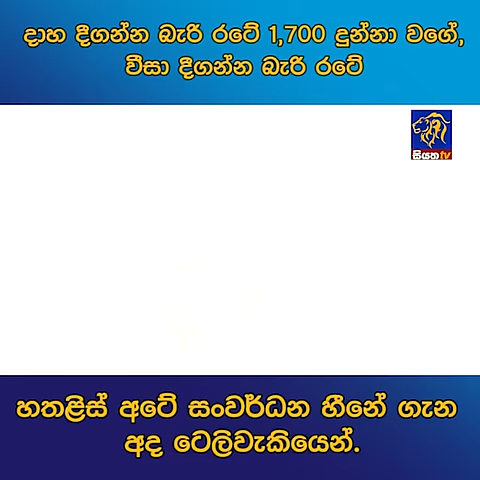 දාහ දීගන්න බැරි රටේ 1,700 දුන්නා වගේ,
වීසා දීගන්න බැරි රටේ
සියත tv
හතළිස් අටේ සංවර්ධන හීනේ ගැන
අද ටෙලිවැකියෙන්.